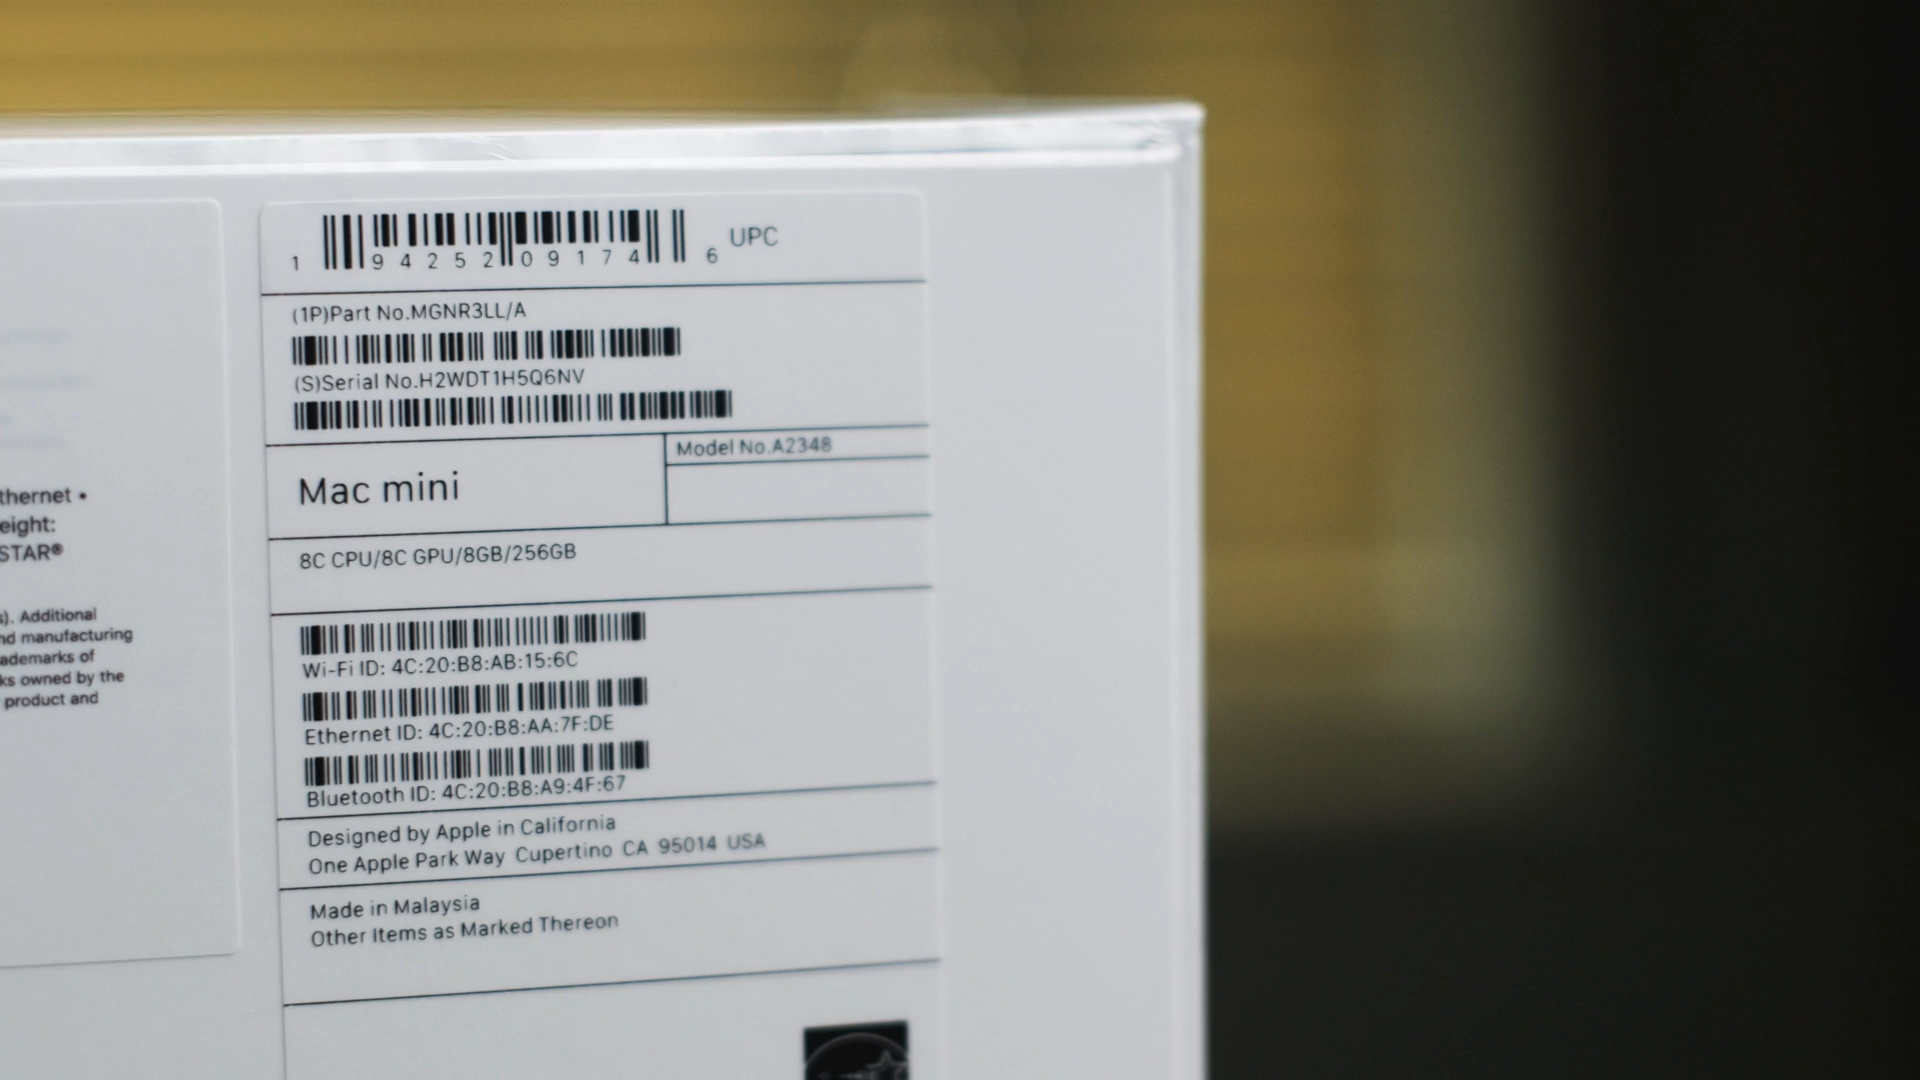 thernet •
eight:
STAR®
s). Additional
nd manufacturing
ademarks of
ks owned by the
product and
1 94252 09174 6 UPC
(1P)Part No.MGNR3LL/A
(S)Serial No.H2WDT1H5Q6NV
Mac mini
Model No.A2348
8C CPU/8C GPU/8GB/256GB
Wi-Fi ID: 4C:20:B8:AB:15:6C
Ethernet ID: 4C:20:B8:AA:7F:DE
Bluetooth ID: 4C:20:B8:A9:4F:67
Designed by Apple in California
One Apple Park Way Cupertino CA 95014 USA
Made in Malaysia
Other Items as Marked Thereon